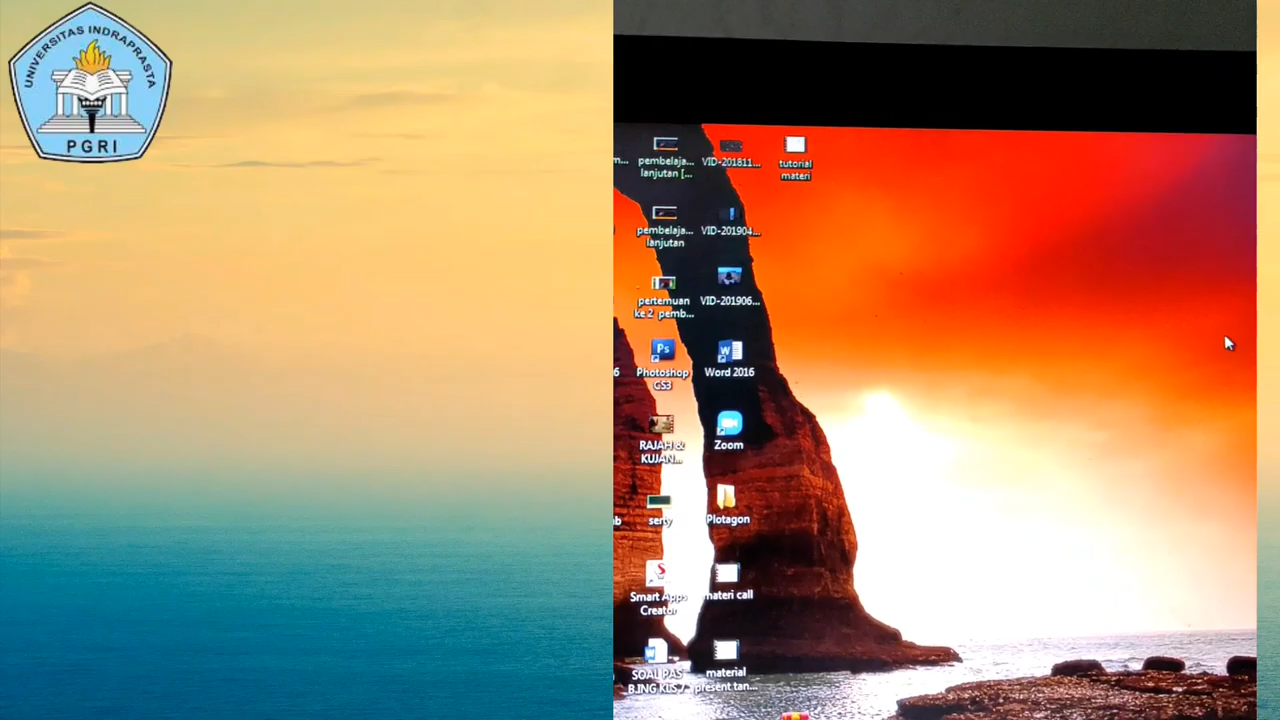 UNIVERSITAS INDRAPRASTA
PGRI
pembelaja...
lanjutan [...
VID-201811...
tutorial
materi
pembelaja...
lanjutan
VID-201904...
pertemuan
ke 2 pemb...
VID-201906...
Ps
Photoshop
CS3
W
Word 2016
RAJAH &
KUJAN...
Zoom
serty
Plotagon
S
Smart Apps
Creator
materi call
W
SOAL PAS
B.ING KLS 7...
material
present tan...